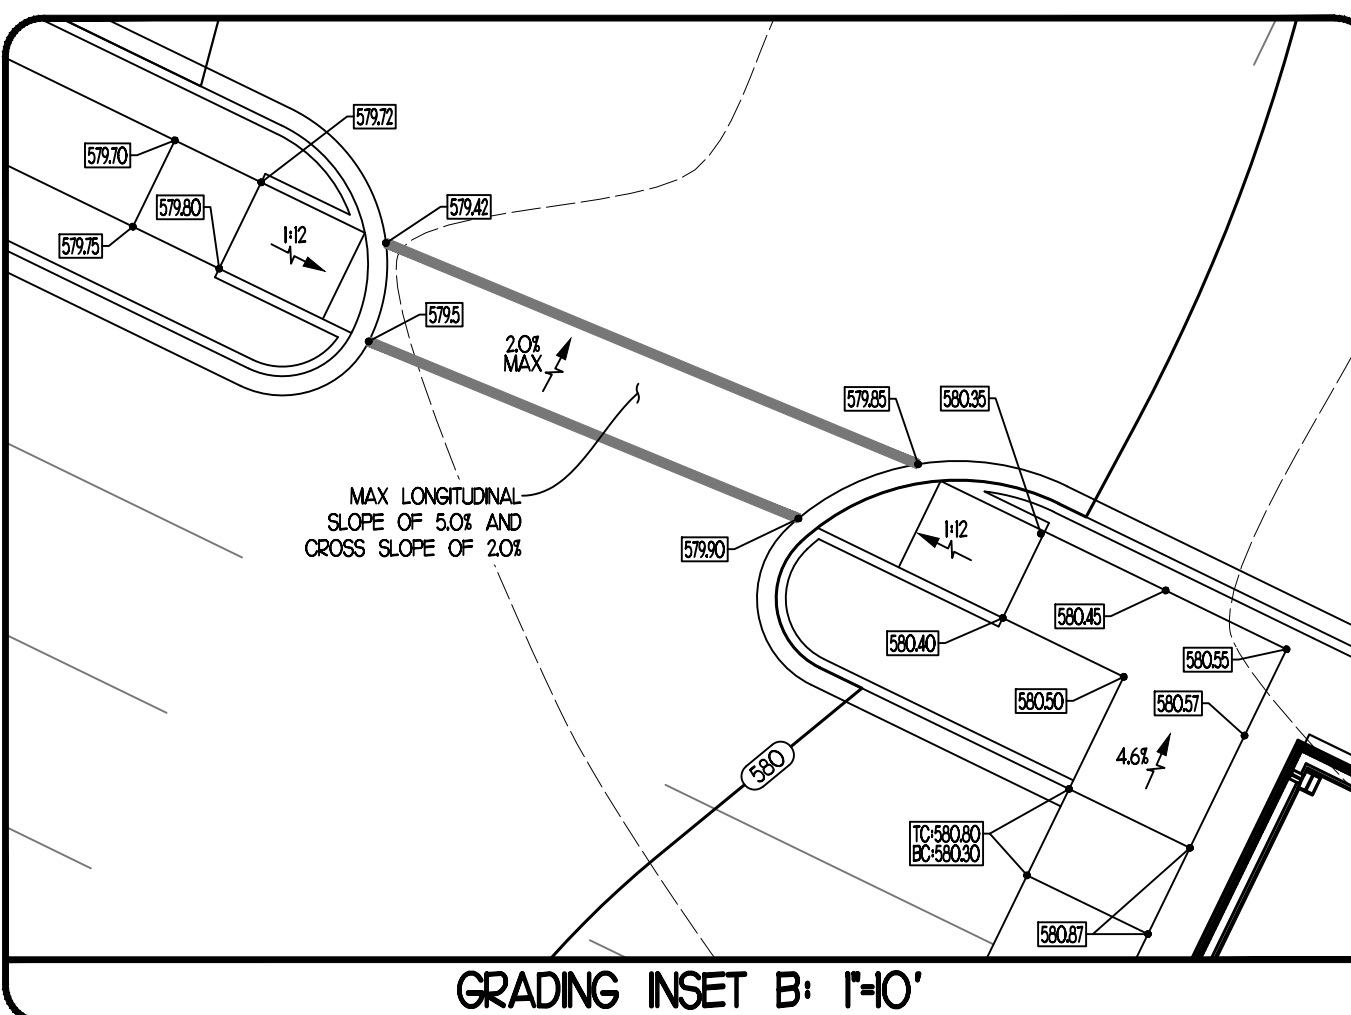 579.72
579.70
579.80
579.42
579.75
1:12
579.5
2.0%
MAX
579.85
580.35
MAX LONGITUDINAL
SLOPE OF 5.0% AND
CROSS SLOPE OF 2.0%
579.90
1:12
580.45
580.40
580.55
580.50
580.57
4.6%
580
TC:580.80
BC:580.30
580.87
GRADING INSET B: 1"=10'